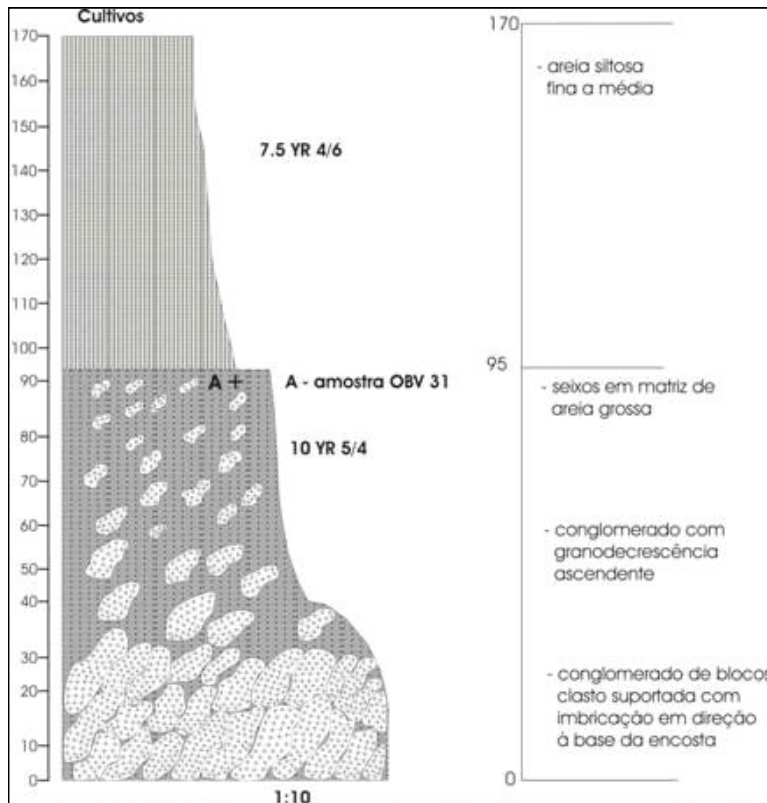 Cultivos
170
160
150
140
130
120
110
100
90
80
70
60
50
40
30
20
10
0
7.5 YR 4/6
A +
A - amostra OBV 31
10 YR 5/4
1:10
170
- areia siltosa
fina a média
95
- seixos em matriz de
areia grossa
- conglomerado com
granodecrescência
ascendente
- conglomerado de blocos
clasto suportada com
imbricação em direção
à base da encosta
0